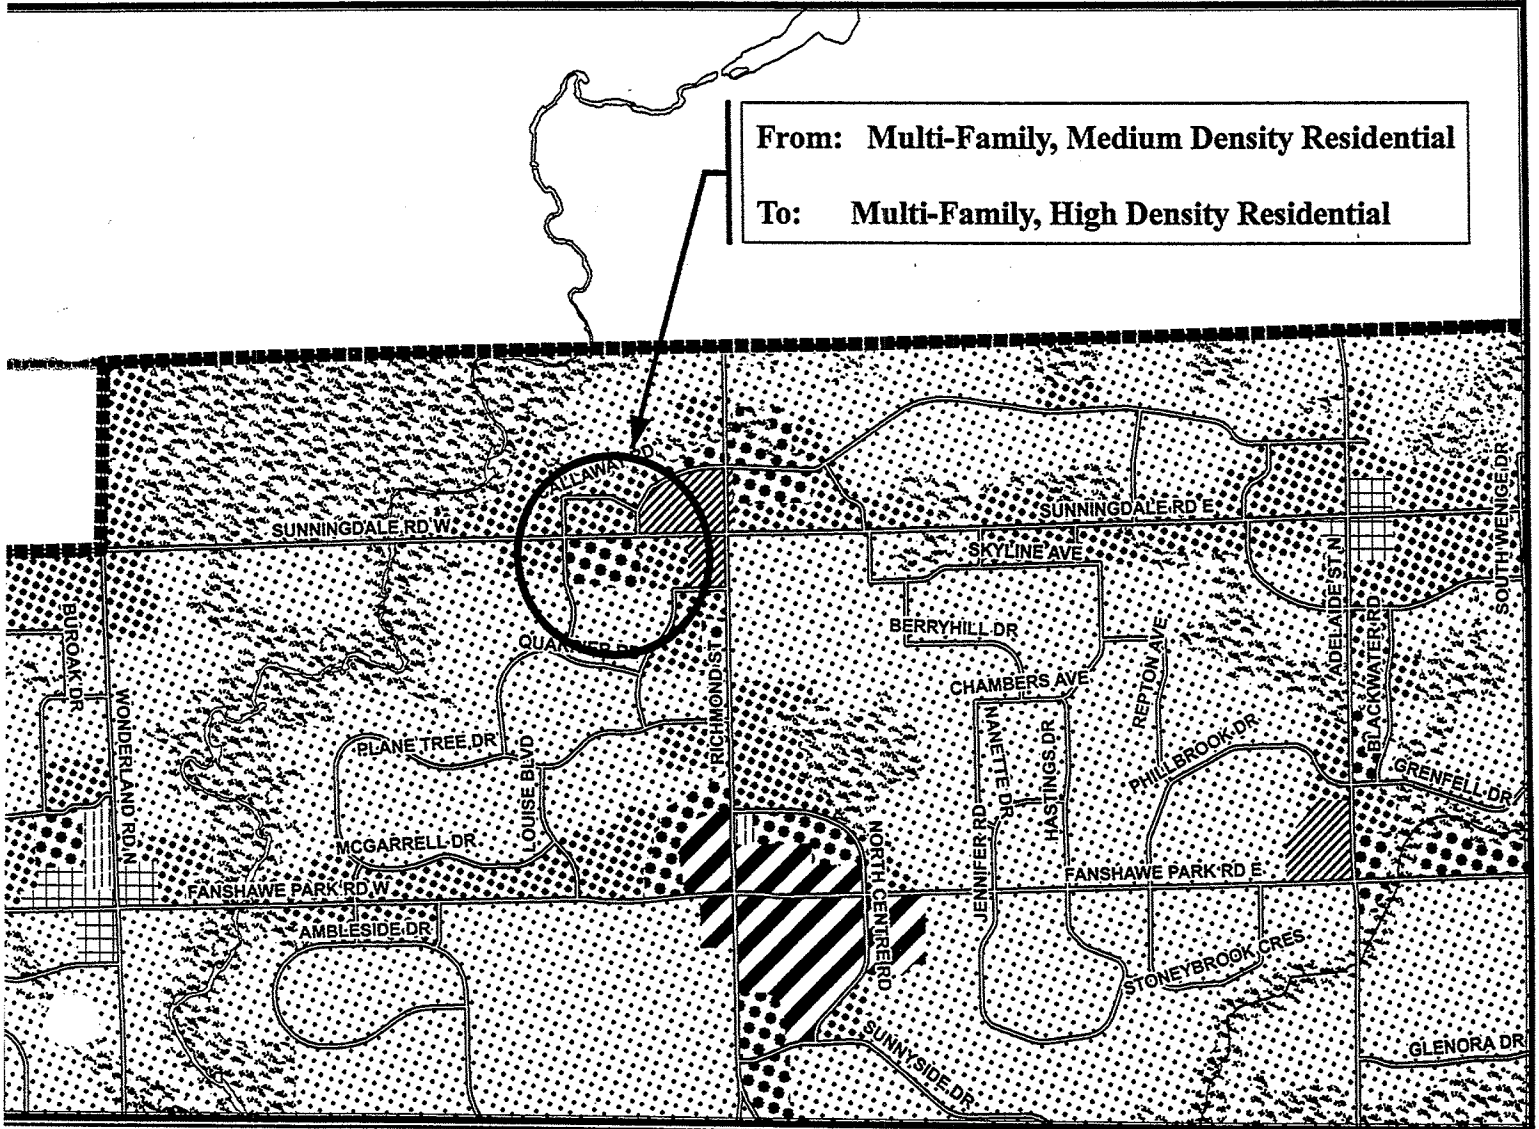 From: Multi-Family, Medium Density Residential
To: Multi-Family, High Density Residential
ALLAWAY RD
SUNNINGDALE RD W
SUNNINGDALE RD E
SOUTH WENIGE DR
SKYLINE AVE
ADELAIDE ST N
BUROAK DR
BLACKWATER RD
BERRYHILL DR
RICHMOND ST
REPTON AVE
CHAMBERS AVE
WONDERLAND RD N
PLANE TREE DR
LOUISE BLVD
NANETTE DR
HASTINGS DR
PHILLBROOK DR
GRENFELL DR
MCGARRELL DR
NORTH CENTRE RD
JENNIFER RD
FANSHAWE PARK RD W
FANSHAWE PARK RD E
AMBLESIDE DR
STONEYBROOK CRES
SUNNYSIDE DR
GLENORA DR